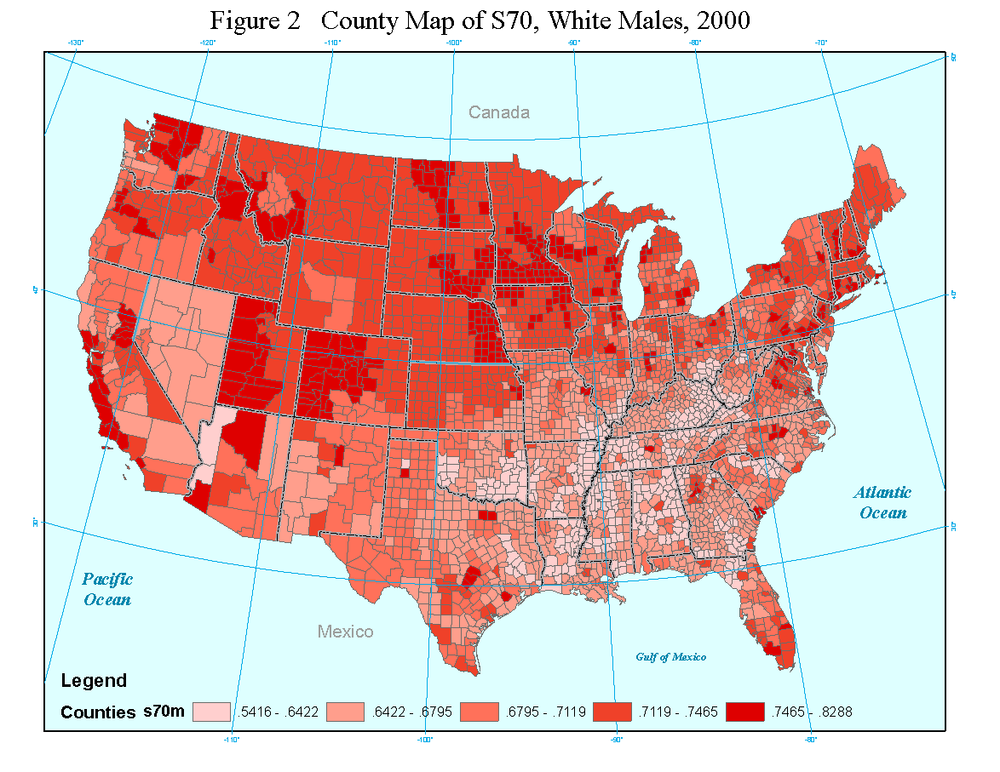 Figure 2 County Map of S70, White Males, 2000
-130° -120° -110° -100° -90° -80° -70°
Canada
Atlantic
Ocean
Pacific
Ocean
Mexico
Gulf of Mexico
Legend
Counties s70m .5416 - .6422 .6422 - .6795 .6795 - .7119 .7119 - .7465 .7465 - .8288
-110° -100° -90° -80°